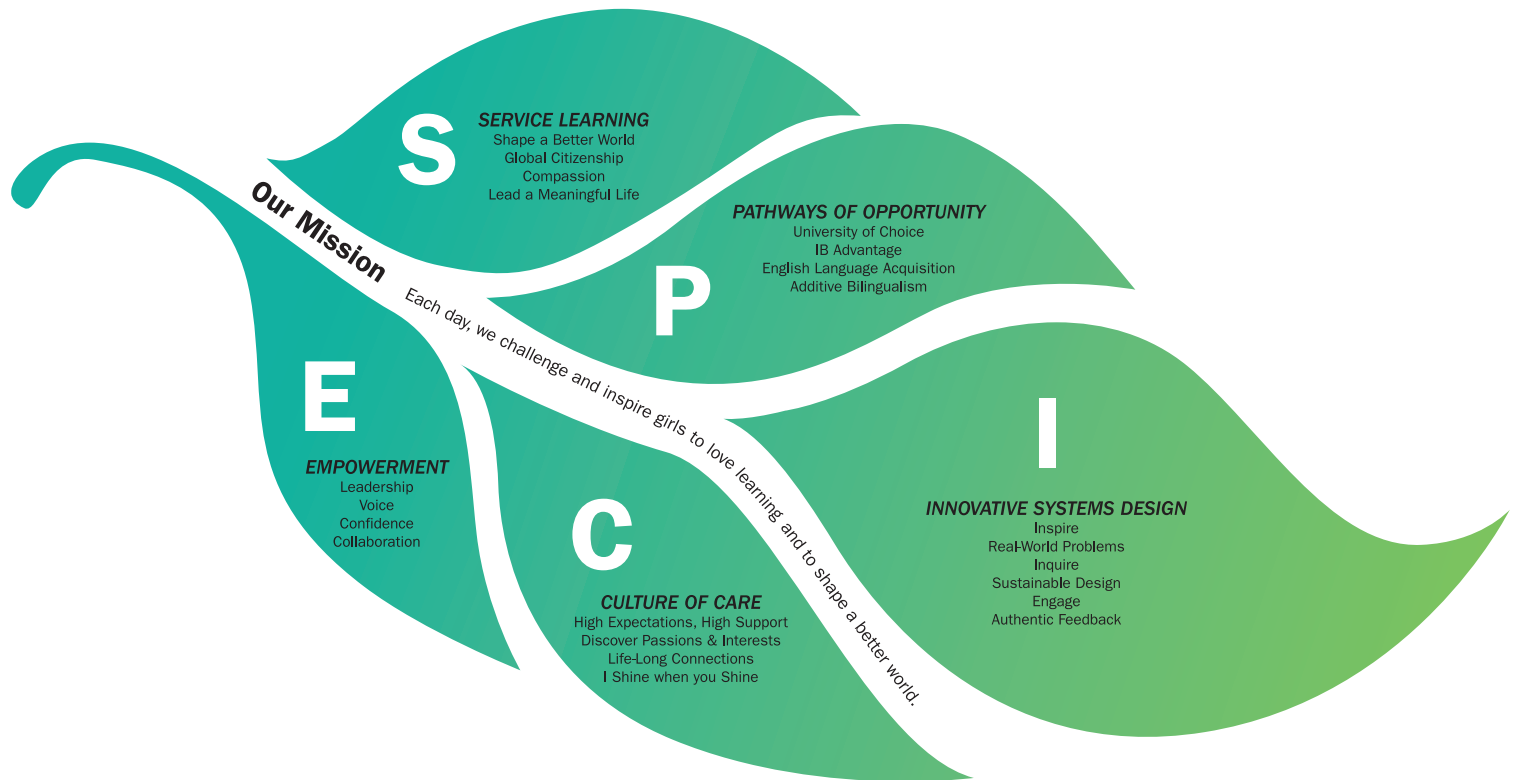 S
SERVICE LEARNING
Shape a Better World
Global Citizenship
Compassion
Lead a Meaningful Life
P
PATHWAYS OF OPPORTUNITY
University of Choice
IB Advantage
English Language Acquisition
Additive Bilingualism
Our Mission
Each day, we challenge and inspire girls to love learning and to shape a better world.
E
EMPOWERMENT
Leadership
Voice
Confidence
Collaboration
C
CULTURE OF CARE
High Expectations, High Support
Discover Passions & Interests
Life-Long Connections
I Shine when you Shine
I
INNOVATIVE SYSTEMS DESIGN
Inspire
Real-World Problems
Inquire
Sustainable Design
Engage
Authentic Feedback